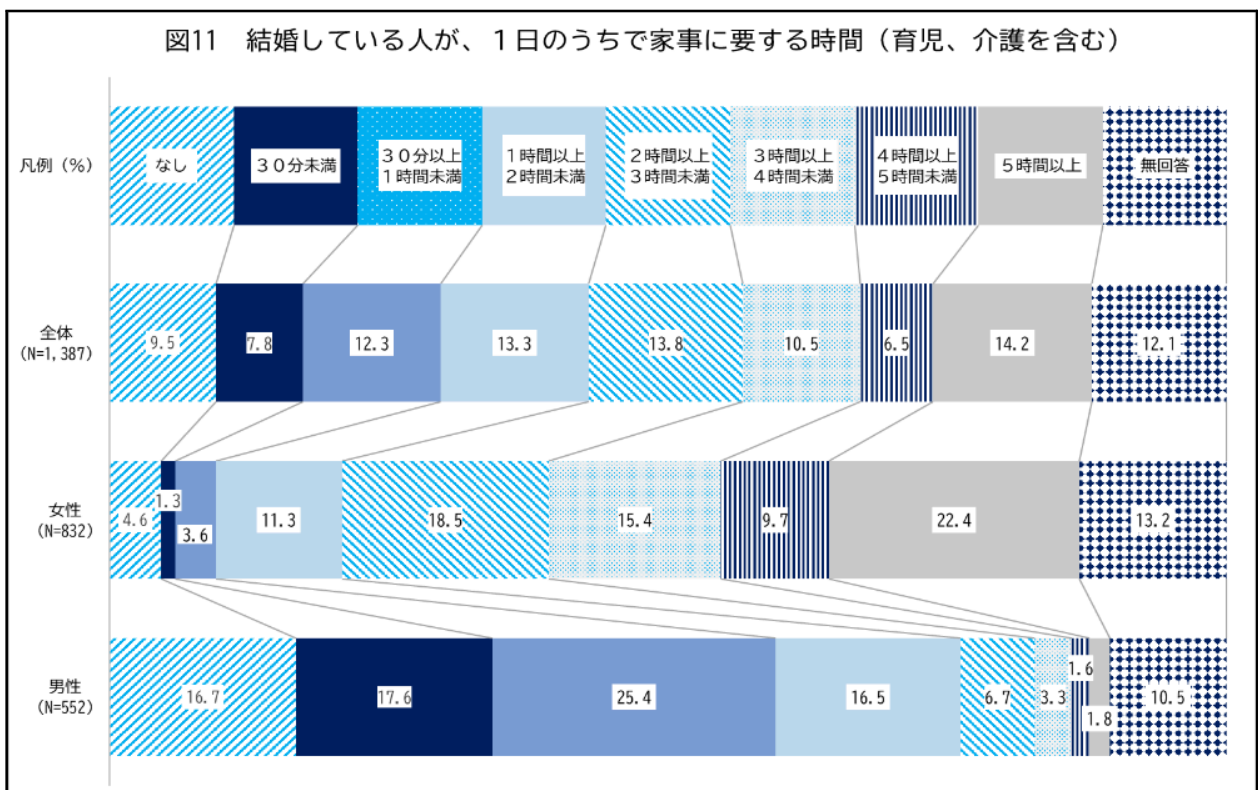 図11　結婚している人が、１日のうちで家事に要する時間（育児、介護を含む）
凡例（％）
なし
３０分未満
３０分以上
１時間未満
１時間以上
２時間未満
２時間以上
３時間未満
３時間以上
４時間未満
４時間以上
５時間未満
５時間以上
無回答
全体
(N=1,387)
9.5
7.8
12.3
13.3
13.8
10.5
6.5
14.2
12.1
女性
(N=832)
4.6
1.3
3.6
11.3
18.5
15.4
9.7
22.4
13.2
男性
(N=552)
16.7
17.6
25.4
16.5
6.7
3.3
1.6
1.8
10.5